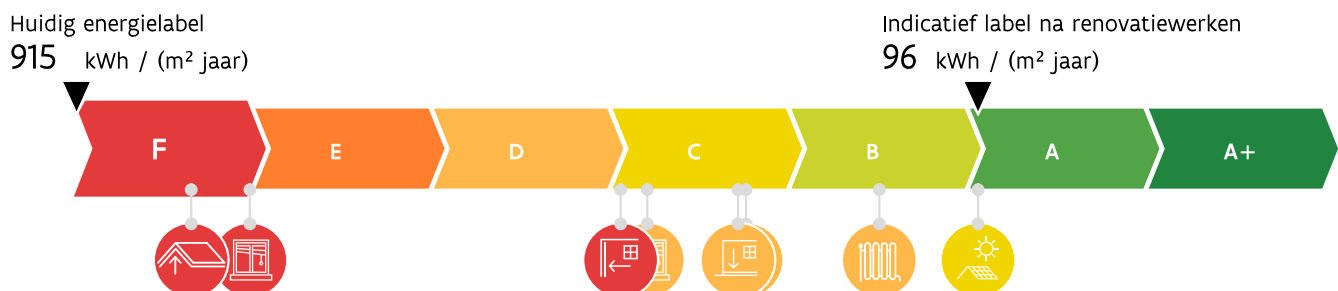 Huidig energielabel
915 kWh / (m² jaar)
Indicatief label na renovatiewerken
96 kWh / (m² jaar)
F E D C B A A+